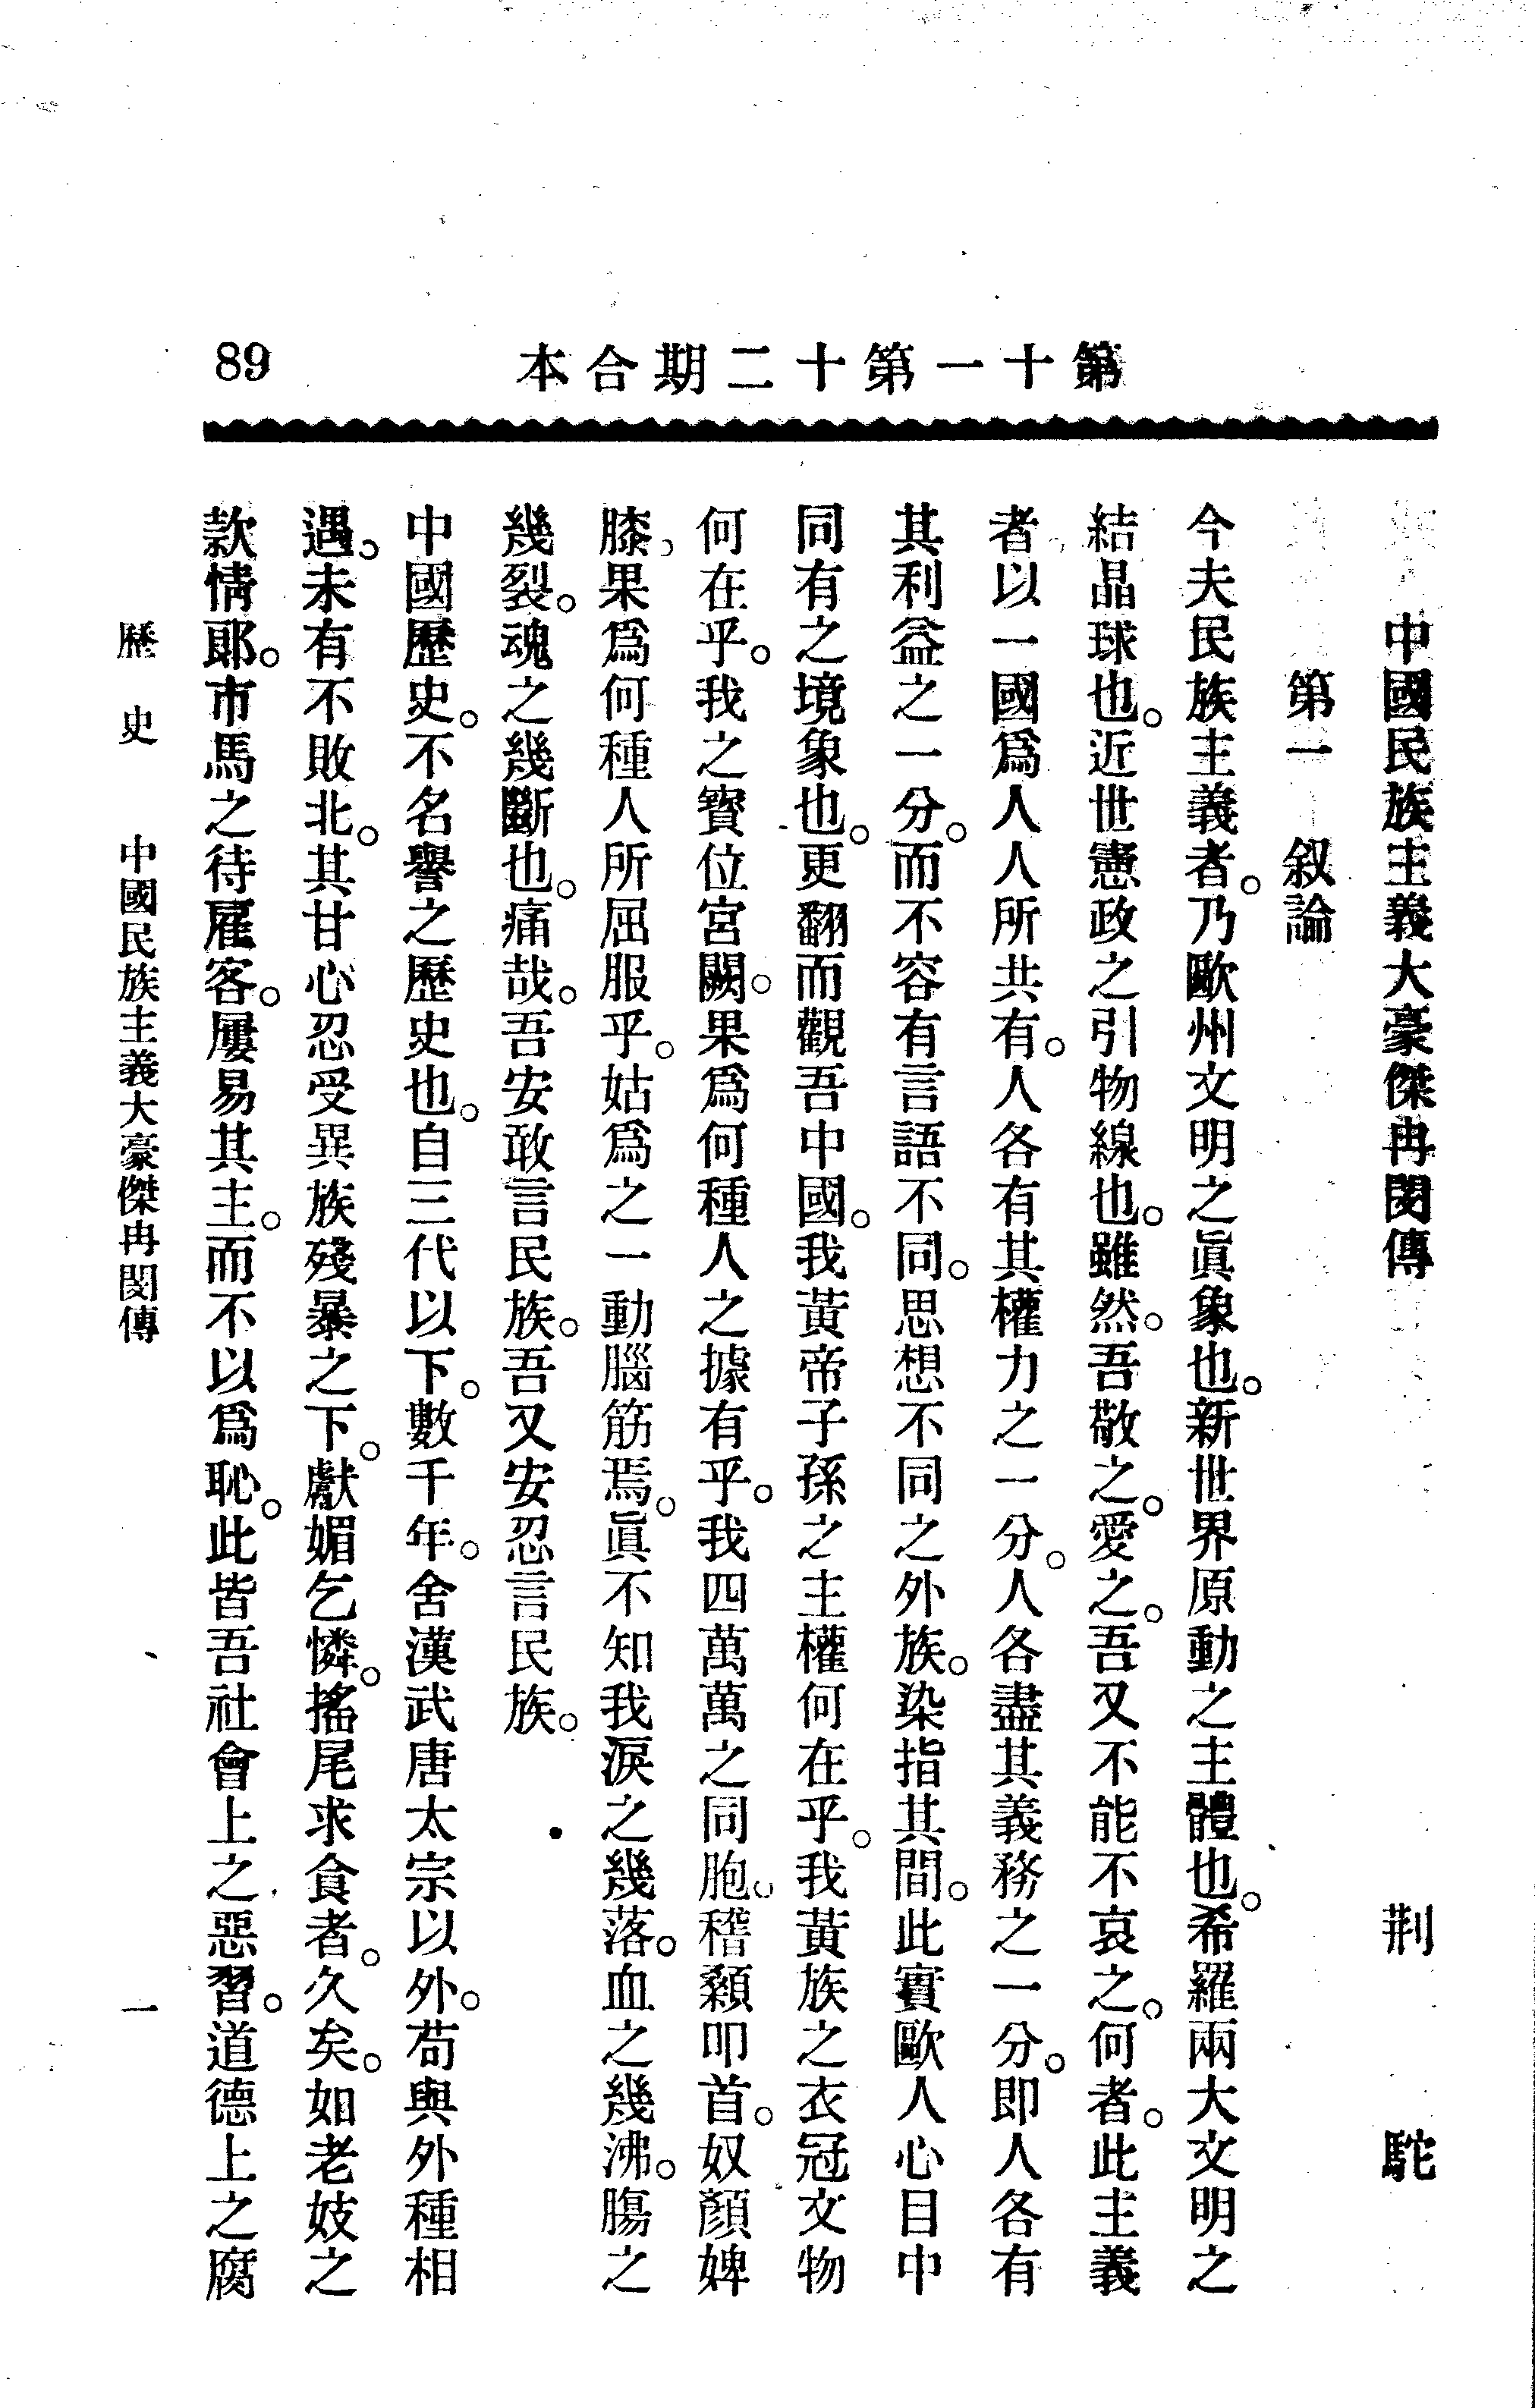 第十一第十二期合本
89
中國民族主義大豪傑冉閔傳 荆駝
第一 叙論
今夫民族主義者。乃歐州文明之眞象也。新世界原動之主體也。希羅兩大文明之
結晶球也。近世憲政之引物線也。雖然。吾敬之。愛之。吾又不能不哀之。何者。此主義
者。以一國爲人人所共有。人各有其權力之一分。人各盡其義務之一分。即人各有
其利益之一分。而不容有言語不同。思想不同之外族。染指其間。此實歐人心目中
同有之境象也。更翻而觀吾中國。我黃帝子孫之主權何在乎。我黃族之衣冠文物
何在乎。我之寶位宮闕。果爲何種人之據有乎。我四萬萬之同胞。稽顙叩首。奴顏婢
膝。果爲何種人所屈服乎。姑爲之一動腦筋焉。眞不知我淚之幾落。血之幾沸。腸之
幾裂。魂之幾斷也。痛哉。吾安敢言民族。吾又安忍言民族。
中國歷史。不名譽之歷史也。自三代以下。數千年。舍漢武唐太宗以外。苟與外種相
遇。未有不敗北。其甘心忍受異族殘暴之下。獻媚乞憐。搖尾求食者。久矣。如老妓之
款情郎。市馬之待雇客。屢易其主。而不以爲恥。此皆吾社會上之惡習。道德上之腐
歷史 中國民族主義大豪傑冉閔傳 一